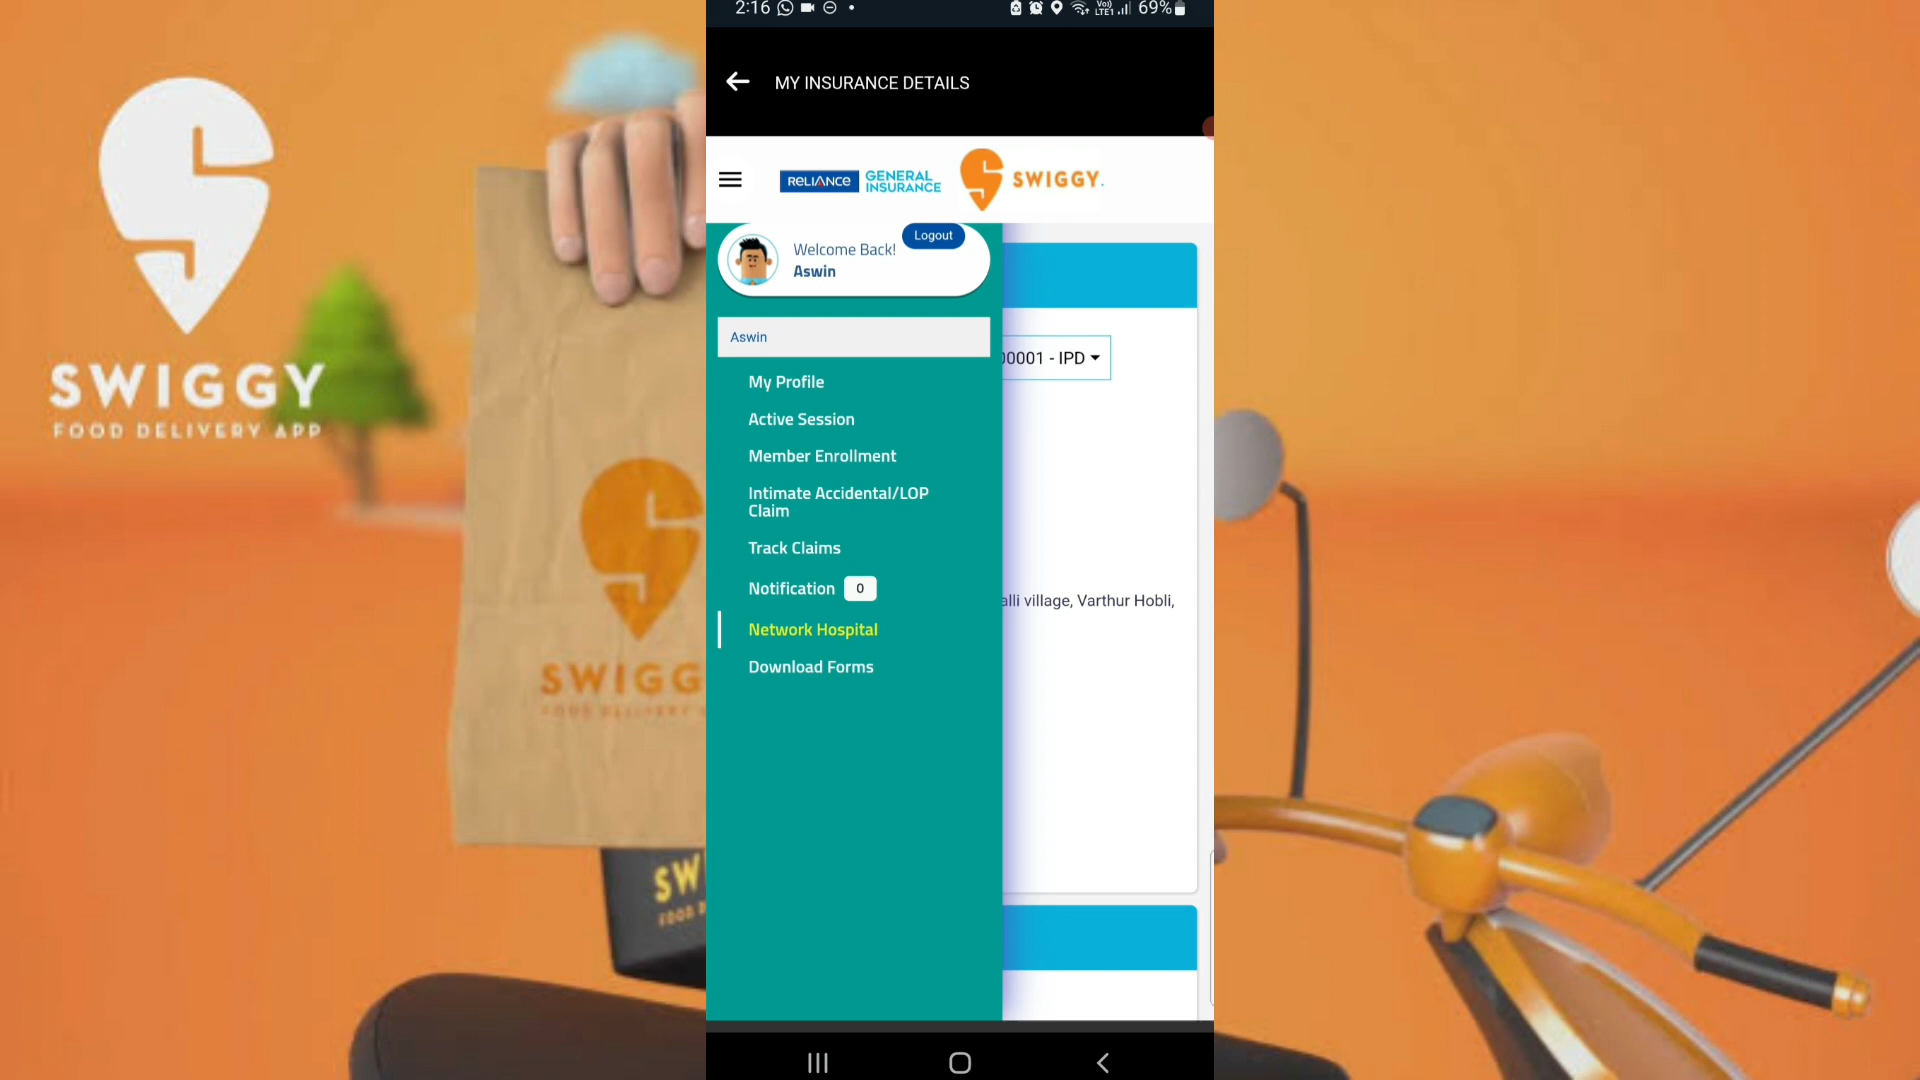 2:16
LTE1
69%
MY INSURANCE DETAILS
RELIANCE GENERAL INSURANCE
SWIGGY
Logout
Welcome Back!
Aswin
Aswin
My Profile
Active Session
Member Enrollment
Intimate Accidental/LOP
Claim
Track Claims
Notification 0
Network Hospital
Download Forms
00001 - IPD
alli village, Varthur Hobli,
SWIGGY
FOOD DELIVERY APP
SWIGG
SW
FOOD D